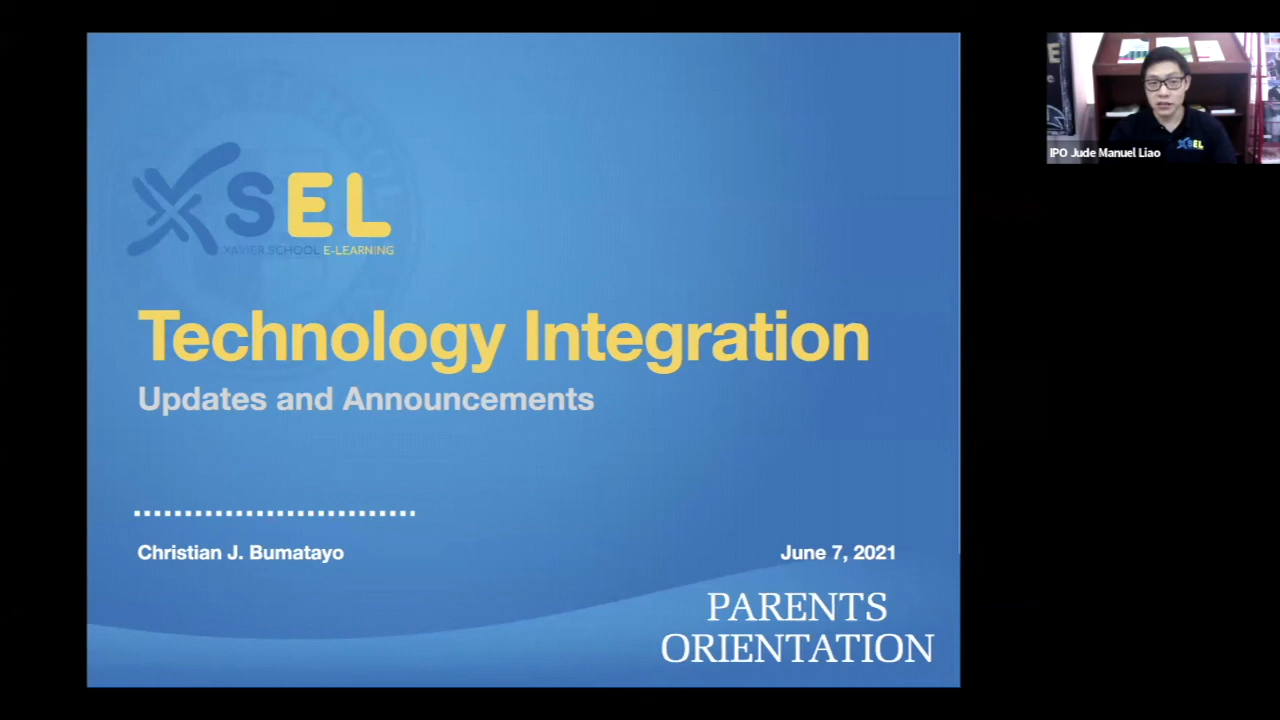 XSEL
XAVIER SCHOOL E-LEARNING
Technology Integration
Updates and Announcements
Christian J. Bumatayo
June 7, 2021
PARENTS
ORIENTATION
IPO Jude Manuel Liao
XSEL